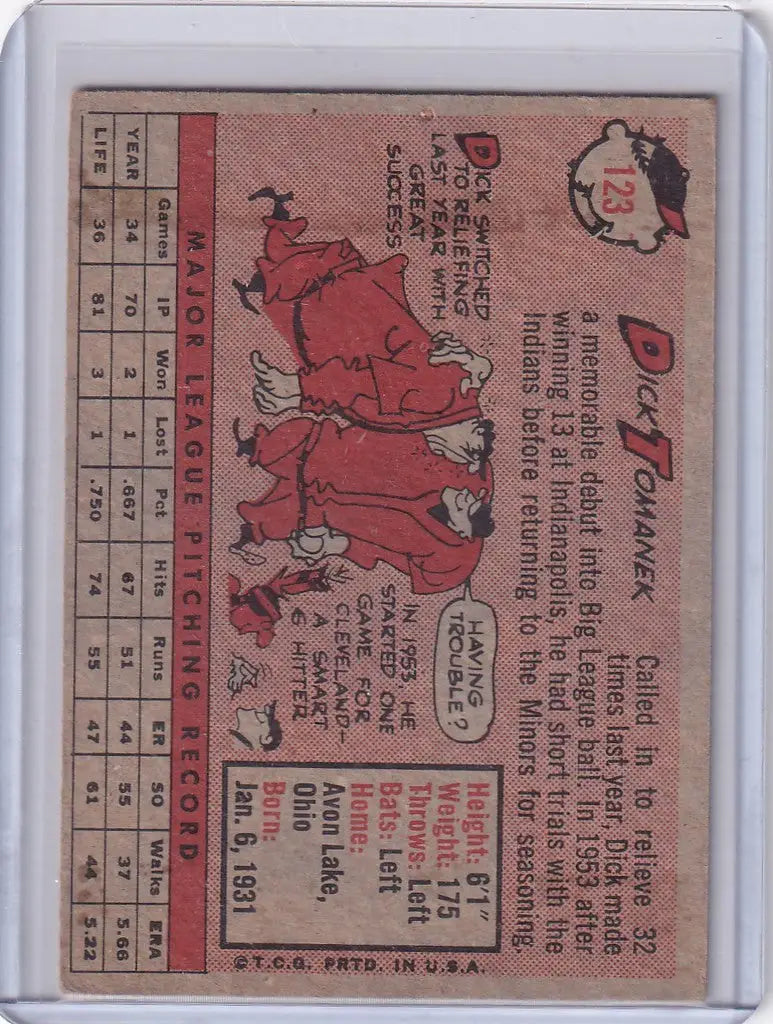 123
DICK TOMANEK
Called in to relieve 32
times last year, Dick made
a memorable debut into Big League ball. In 1953 after
winning 13 at Indianapolis, he had short trials with the
Indians before returning to the Minors for seasoning.
DICK SWITCHED
TO RELIEFING
LAST YEAR WITH
GREAT
SUCCESS
HAVING
TROUBLE?
IN 1953, HE
STARTED ONE
GAME FOR
CLEVELAND—
A SMART
6 HITTER
Height: 6'1"
Weight: 175
Throws: Left
Bats: Left
Home:
Avon Lake,
Ohio
Born:
Jan. 6, 1931
MAJOR LEAGUE PITCHING RECORD
Games IP Won Lost Pct Hits Runs ER SO Walks ERA
YEAR 34 70 2 1 .667 67 51 44 55 37 5.66
LIFE 36 81 3 1 .750 74 55 47 61 44 5.22
©T.C.G. PRTD. IN U.S.A.